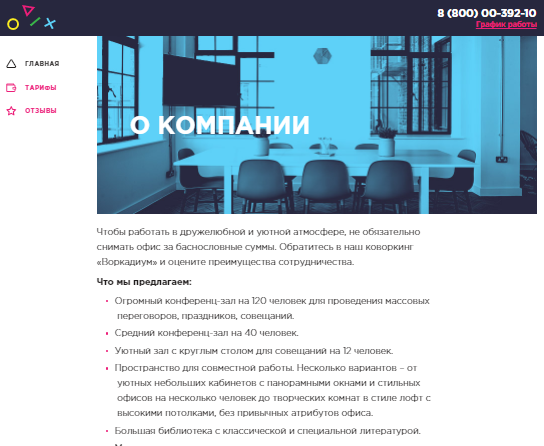 8 (800) 00-392-10
График работы
ГЛАВНАЯ
ТАРИФЫ
ОТЗЫВЫ
О КОМПАНИИ
Чтобы работать в дружелюбной и уютной атмосфере, не обязательно
снимать офис за баснословные суммы. Обратитесь в наш коворкинг
«Воркадиум» и оцените преимущества сотрудничества.
Что мы предлагаем:
Огромный конференц-зал на 120 человек для проведения массовых
переговоров, праздников, совещаний.
Средний конференц-зал на 40 человек.
Уютный зал с круглым столом для совещаний на 12 человек.
Пространство для совместной работы. Несколько вариантов – от
уютных небольших кабинетов с панорамными окнами и стильных
офисов на несколько человек до творческих комнат в стиле лофт с
высокими потолками, без привычных атрибутов офиса.
Большая библиотека с классической и специальной литературой.